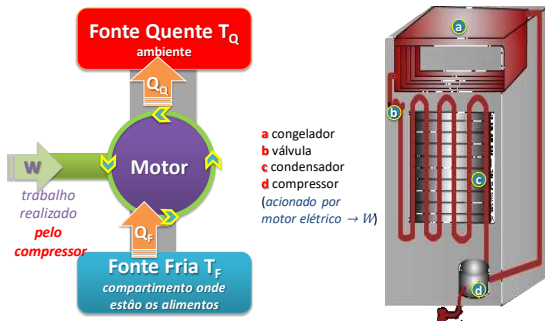 Fonte Quente TQ
ambiente
QQ
W
Motor
trabalho
realizado
pelo
compressor
QF
Fonte Fria TF
compartimento onde
estão os alimentos
a congelador
b válvula
c condensador
d compressor
(acionado por
motor elétrico → W)
a
b
c
d